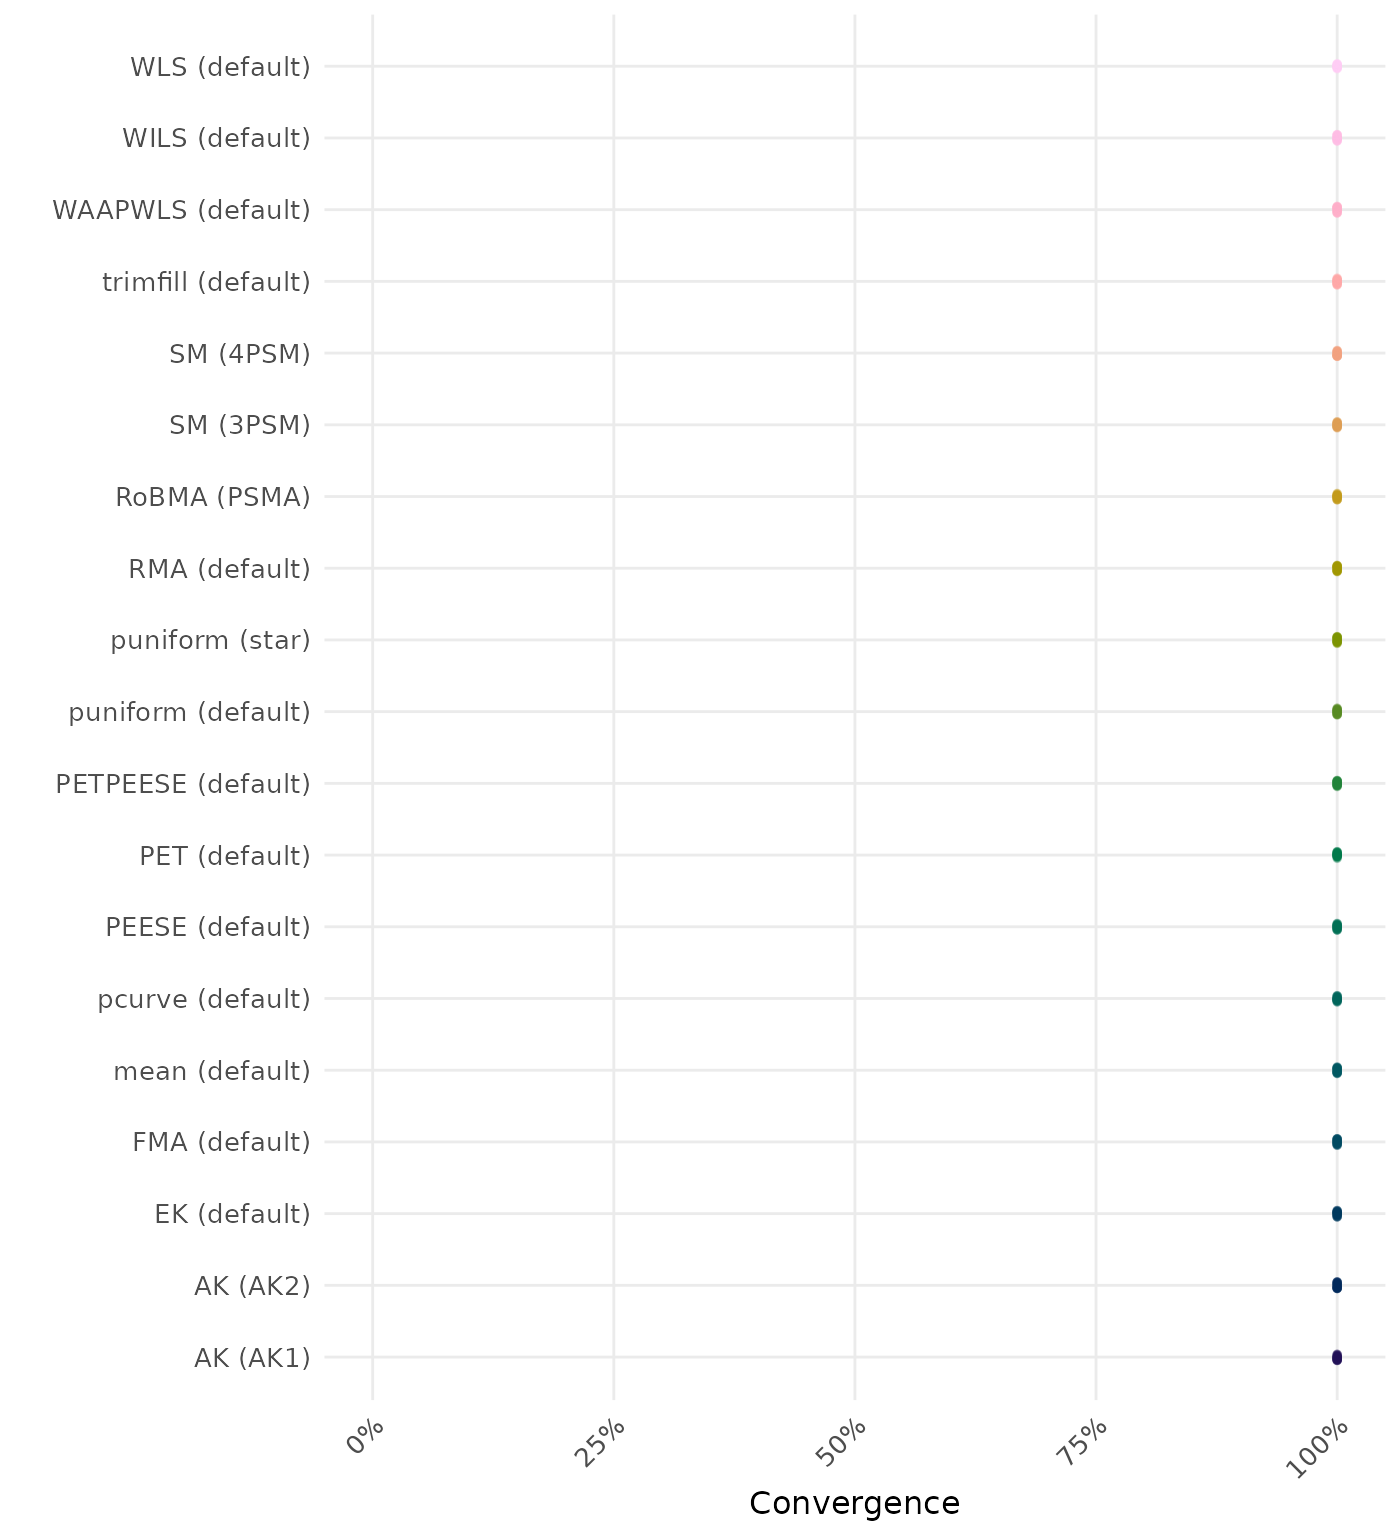 WLS (default)
WILS (default)
WAAPWLS (default)
trimfill (default)
SM (4PSM)
SM (3PSM)
RoBMA (PSMA)
RMA (default)
puniform (star)
puniform (default)
PETPEESE (default)
PET (default)
PEESE (default)
pcurve (default)
mean (default)
FMA (default)
EK (default)
AK (AK2)
AK (AK1)
0% 25% 50% 75% 100%
Convergence